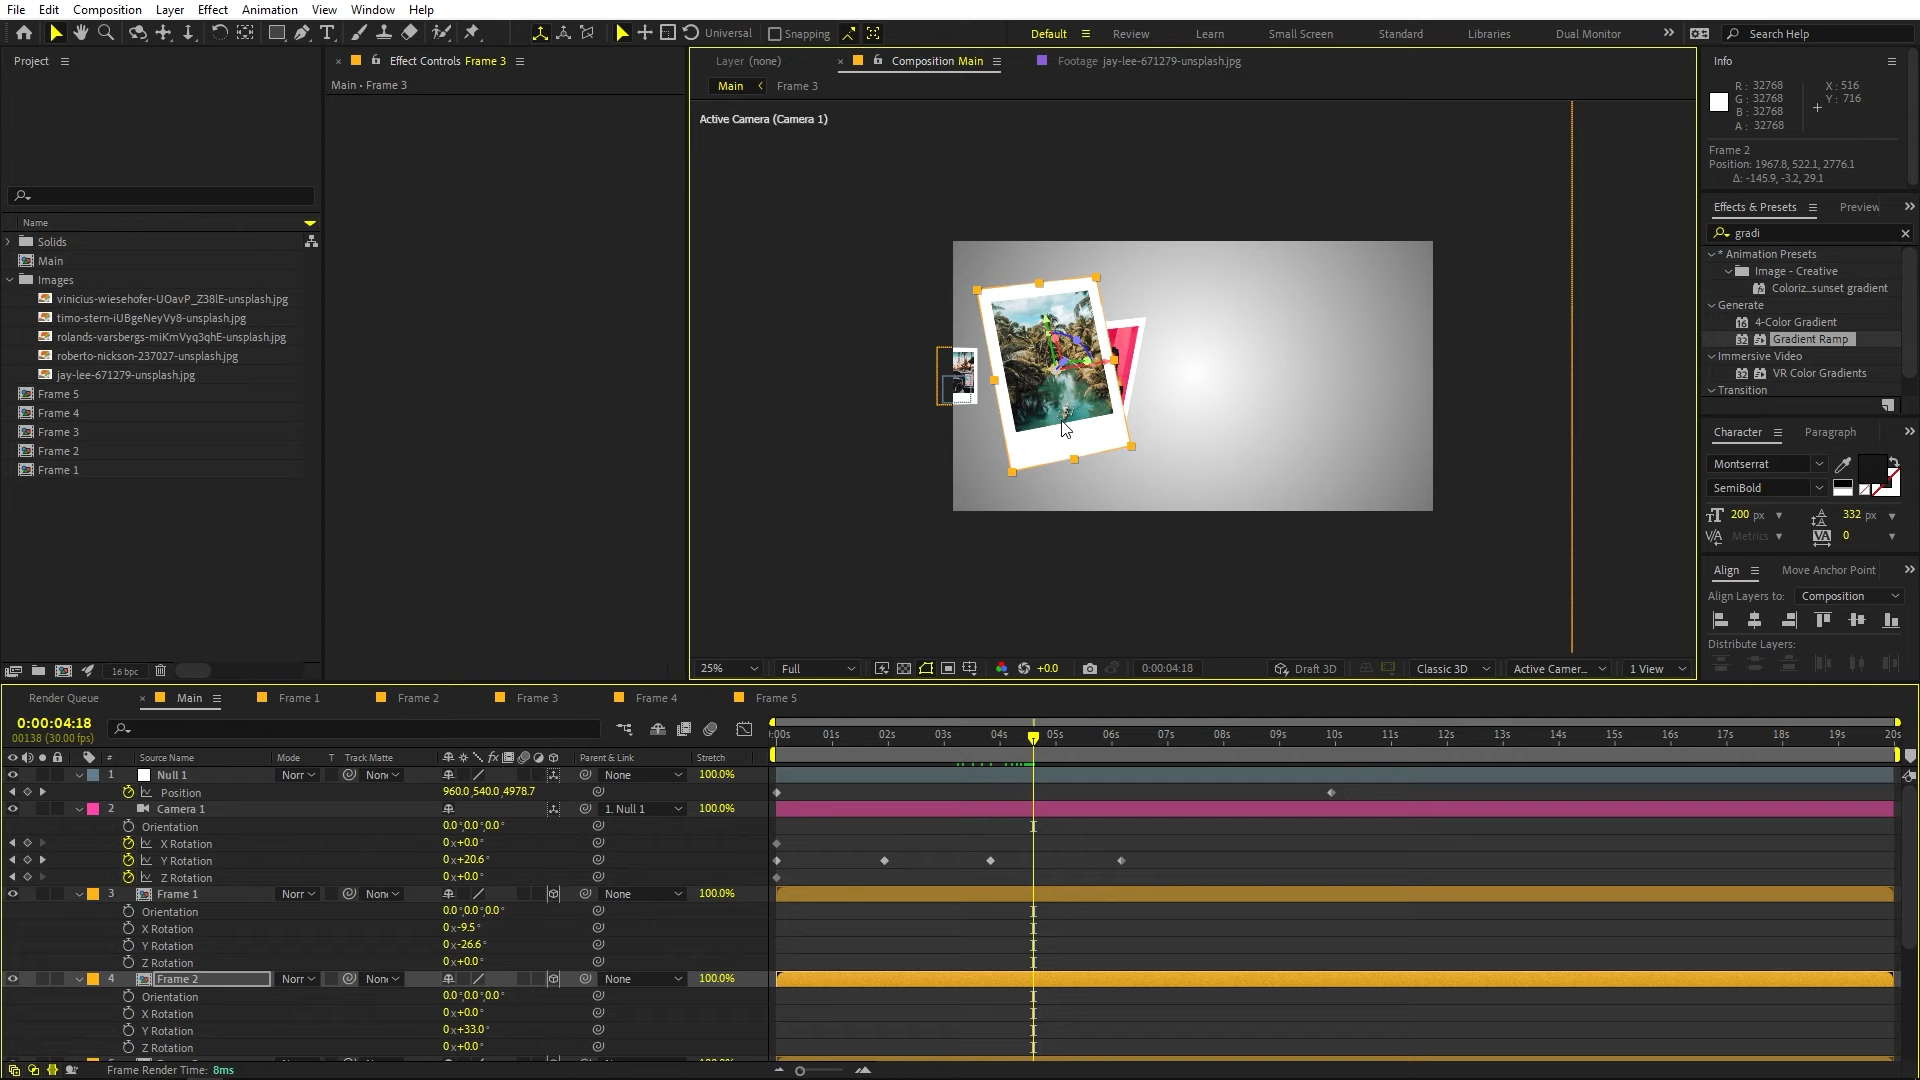 File Edit Composition Layer Effect Animation View Window Help
Universal Snapping Default Review Learn Small Screen Standard Libraries Dual Monitor Search Help
Project Effect Controls Frame 3 Layer (none) Composition Main Footage jay-lee-671279-unsplash.jpg Info
Main • Frame 3 Main Frame 3
R: 32768 X: 516
G: 32768 Y: 716
B: 32768
A: 32768
Active Camera (Camera 1)
Frame 2
Position: 1967.8, 522.1, 2776.1
Δ: -145.9, -3.2, 29.1
Effects & Presets Preview
gradi
* Animation Presets
Image - Creative
Coloriz..sunset gradient
Generate
4-Color Gradient
Gradient Ramp
Immersive Video
VR Color Gradients
Transition
Name
Solids
Main
Images
vinicius-wiesehofer-UOavP_Z38lE-unsplash.jpg
timo-stern-iUBgeNeyVy8-unsplash.jpg
rolands-varsbergs-miKmVyq3qhE-unsplash.jpg
roberto-nickson-237027-unsplash.jpg
jay-lee-671279-unsplash.jpg
Frame 5
Frame 4
Frame 3
Frame 2
Frame 1
Character Paragraph
Montserrat
SemiBold
200 px 332 px
Metrics 0
Align Move Anchor Point
Align Layers to: Composition
Distribute Layers:
16 bpc
25% Full +0.0 0:00:04:18 Draft 3D Classic 3D Active Camer... 1 View
Render Queue Main Frame 1 Frame 2 Frame 3 Frame 4 Frame 5
0:00:04:18
00138 (30.00 fps)
:00s 01s 02s 03s 04s 05s 06s 07s 08s 09s 10s 11s 12s 13s 14s 15s 16s 17s 18s 19s 20s
# Source Name Mode T Track Matte Parent & Link Stretch
1 Null 1 Norr None None 100.0%
Position 960.0,540.0,4978.7
2 Camera 1 1. Null 1 100.0%
Orientation 0.0°,0.0°,0.0°
X Rotation 0x+0.0°
Y Rotation 0x+20.6°
Z Rotation 0x+0.0°
3 Frame 1 Norr None None 100.0%
Orientation 0.0°,0.0°,0.0°
X Rotation 0x-9.5°
Y Rotation 0x-26.6°
Z Rotation 0x+0.0°
4 Frame 2 Norr None None 100.0%
Orientation 0.0°,0.0°,0.0°
X Rotation 0x+0.0°
Y Rotation 0x+33.0°
Z Rotation 0x+0.0°
Frame Render Time: 8ms